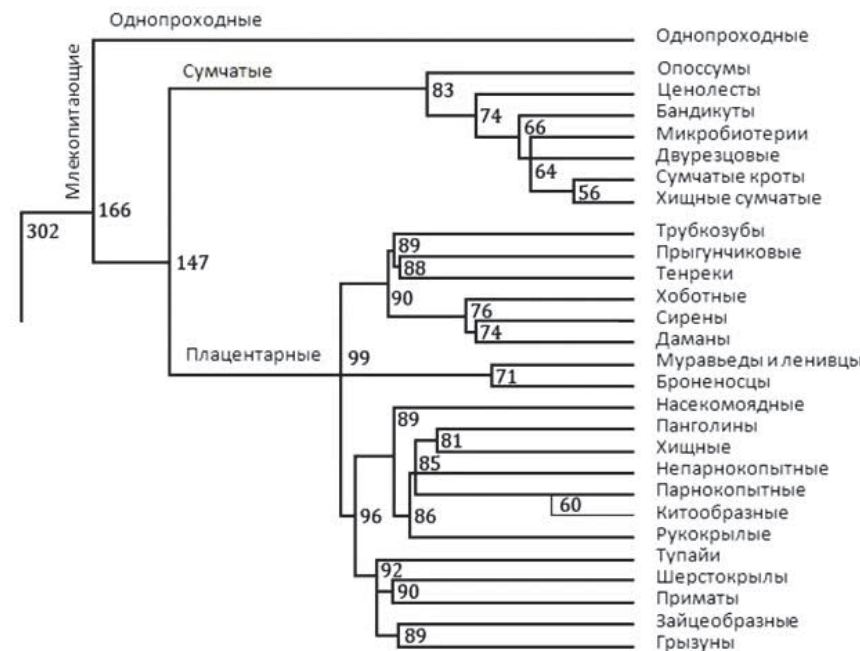 Однопроходные
Однопроходные
Млекопитающие
Сумчатые
Опоссумы
83
Ценолесты
74
Бандикуты
66
Микробиотерии
Двурезцовые
64
Сумчатые кроты
56
Хищные сумчатые
166
302
147
Трубкозубы
89
Прыгунчиковые
88
Тенреки
90
Хоботные
76
Сирены
74
Даманы
Плацентарные
99
Муравьеды и ленивцы
71
Броненосцы
Насекомоядные
89
Панголины
81
Хищные
85
Непарнокопытные
Парнокопытные
60
96
86
Китообразные
Рукокрылые
Тупайи
92
Шерстокрылы
90
Приматы
Зайцеобразные
89
Грызуны